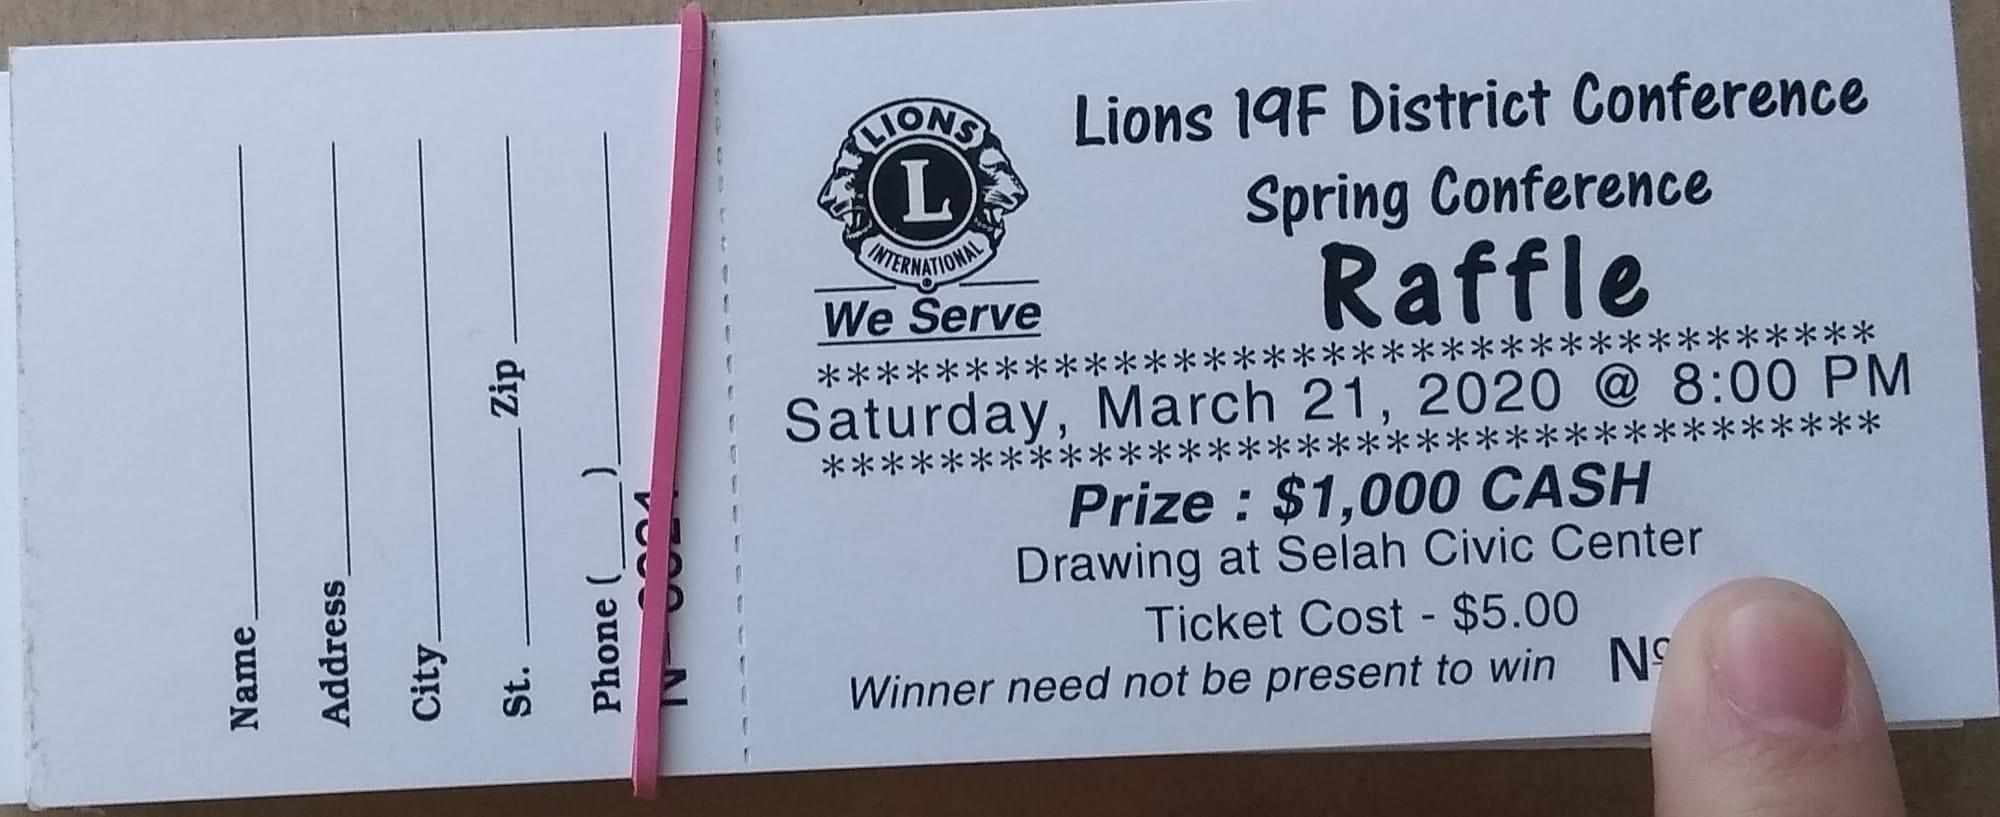 Name
Address
City
St. Zip
Phone ( )
LIONS
L
INTERNATIONAL
We Serve
Lions 19F District Conference
Spring Conference
Raffle
************************************
Saturday, March 21, 2020 @ 8:00 PM
************************************
Prize : $1,000 CASH
Drawing at Selah Civic Center
Ticket Cost - $5.00
Winner need not be present to win Nº